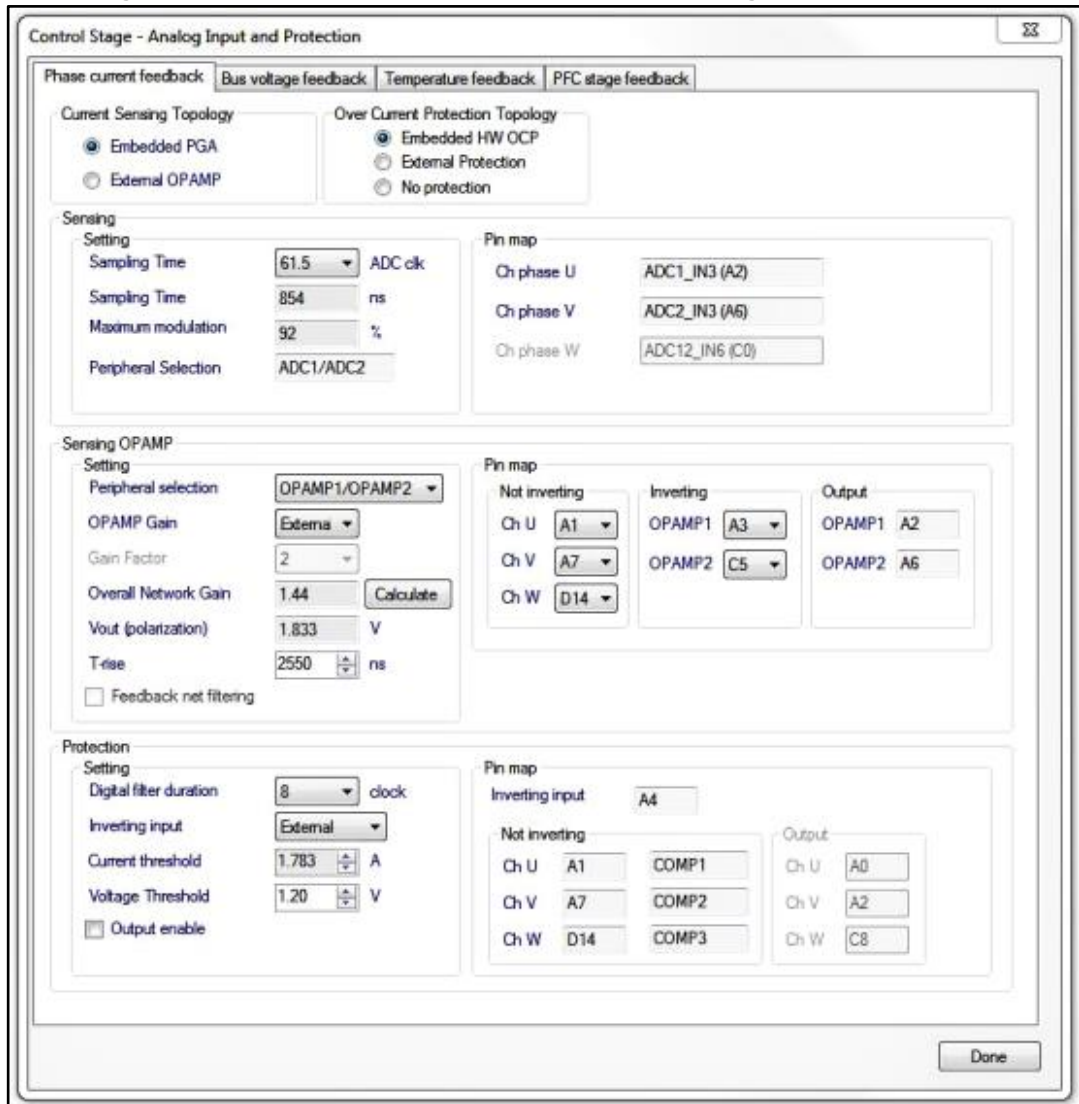 Control Stage - Analog Input and Protection
Phase current feedback Bus voltage feedback Temperature feedback PFC stage feedback
Current Sensing Topology
Embedded PGA
External OPAMP
Over Current Protection Topology
Embedded HW OCP
External Protection
No protection
Sensing
Setting
Sampling Time 61.5 ADC clk
Sampling Time 854 ns
Maximum modulation 92 %
Peripheral Selection ADC1/ADC2
Pin map
Ch phase U ADC1_IN3 (A2)
Ch phase V ADC2_IN3 (A6)
Ch phase W ADC12_IN6 (C0)
Sensing OPAMP
Setting
Peripheral selection OPAMP1/OPAMP2
OPAMP Gain Externa
Gain Factor 2
Overall Network Gain 1.44 Calculate
Vout (polarization) 1.833 V
T-rise 2550 ns
Feedback net filtering
Pin map
Not inverting
Ch U A1
Ch V A7
Ch W D14
Inverting
OPAMP1 A3
OPAMP2 C5
Output
OPAMP1 A2
OPAMP2 A6
Protection
Setting
Digital filter duration 8 clock
Inverting input External
Current threshold 1.783 A
Voltage Threshold 1.20 V
Output enable
Pin map
Inverting input A4
Not inverting
Ch U A1 COMP1
Ch V A7 COMP2
Ch W D14 COMP3
Output
Ch U A0
Ch V A2
Ch W C8
Done